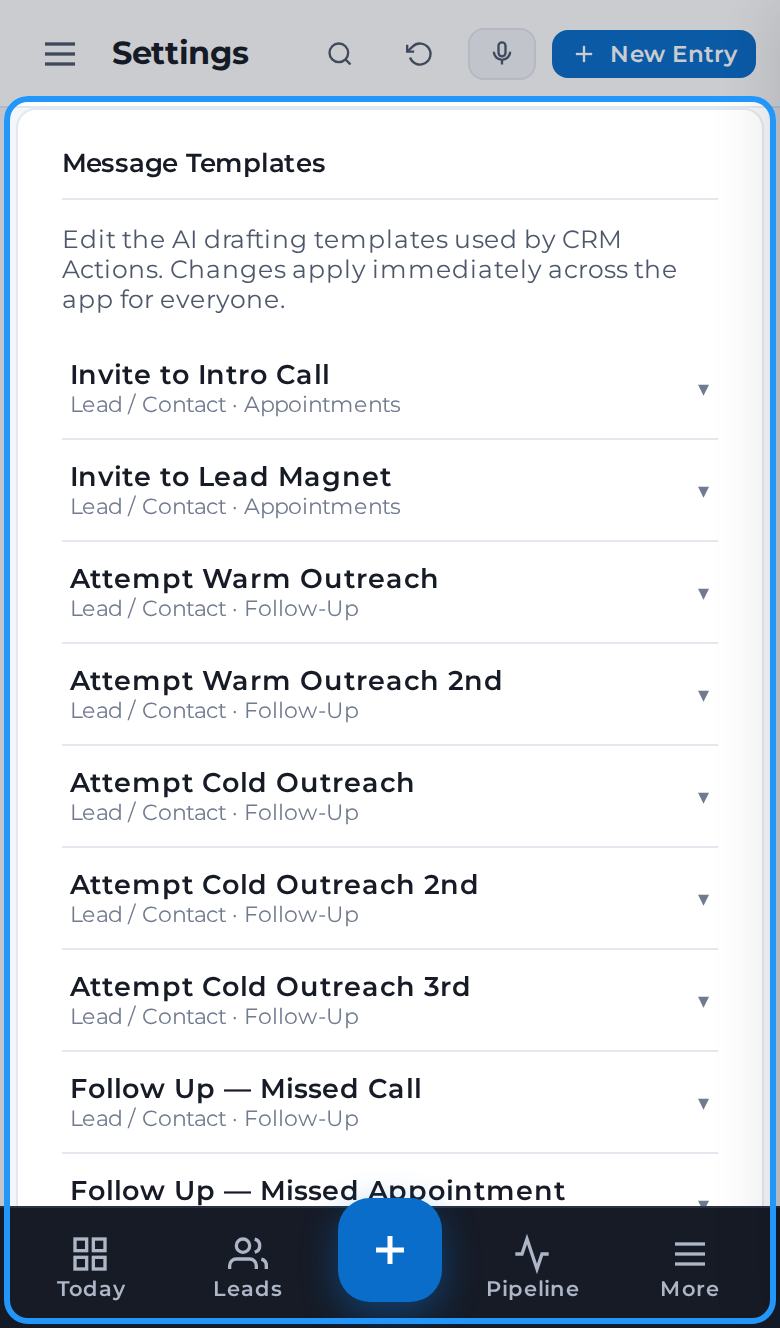 Settings
New Entry
Message Templates
Edit the AI drafting templates used by CRM
Actions. Changes apply immediately across the
app for everyone.
Invite to Intro Call
Lead / Contact · Appointments
Invite to Lead Magnet
Lead / Contact · Appointments
Attempt Warm Outreach
Lead / Contact · Follow-Up
Attempt Warm Outreach 2nd
Lead / Contact · Follow-Up
Attempt Cold Outreach
Lead / Contact · Follow-Up
Attempt Cold Outreach 2nd
Lead / Contact · Follow-Up
Attempt Cold Outreach 3rd
Lead / Contact · Follow-Up
Follow Up — Missed Call
Lead / Contact · Follow-Up
Follow Up — Missed Appointment
Today
Leads
Pipeline
More